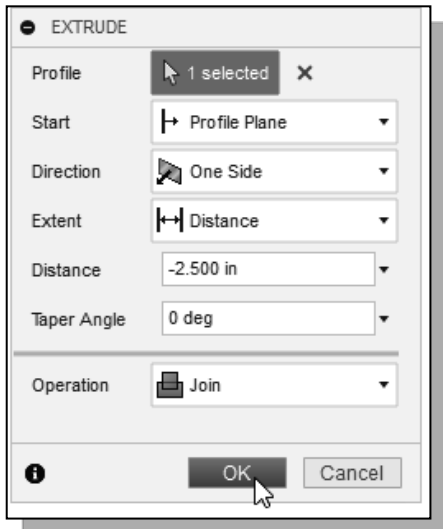 EXTRUDE
Profile 1 selected
Start Profile Plane
Direction One Side
Extent Distance
Distance -2.500 in
Taper Angle 0 deg
Operation Join
OK Cancel